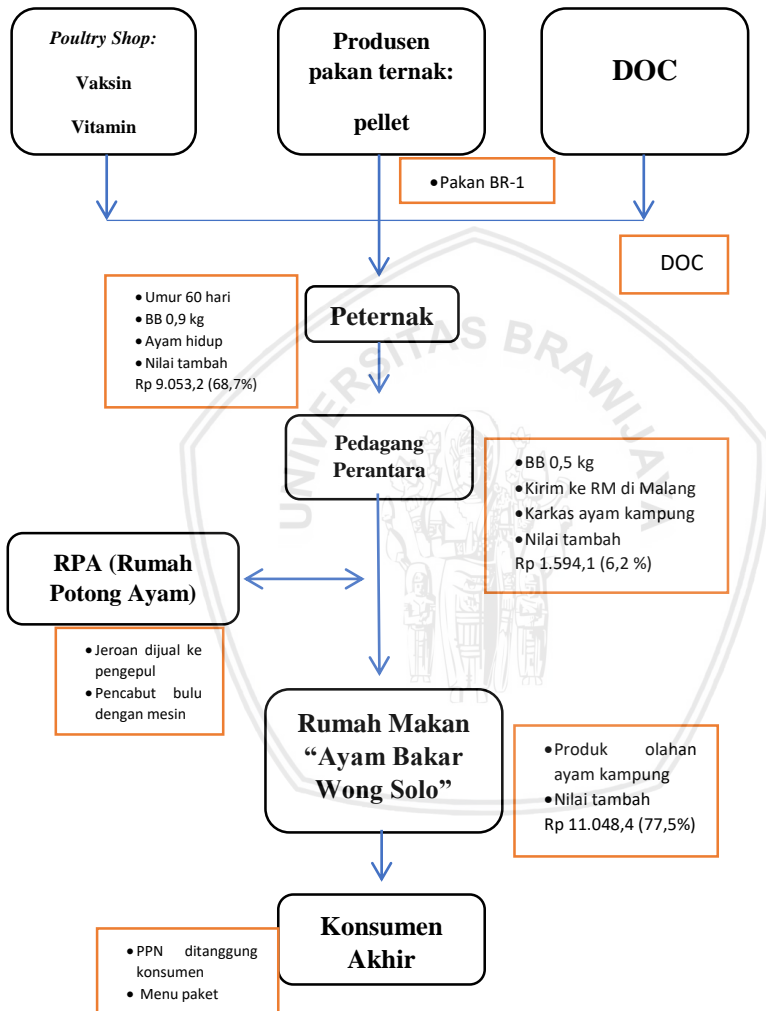 Poultry Shop:
Vaksin
Vitamin
Produsen
pakan ternak:
pellet
DOC
•Pakan BR-1
DOC
• Umur 60 hari
• BB 0,9 kg
• Ayam hidup
• Nilai tambah
Rp 9.053,2 (68,7%)
Peternak
Pedagang
Perantara
•BB 0,5 kg
•Kirim ke RM di Malang
•Karkas ayam kampung
•Nilai tambah
Rp 1.594,1 (6,2 %)
RPA (Rumah
Potong Ayam)
• Jeroan dijual ke
pengepul
• Pencabut bulu
dengan mesin
Rumah Makan
“Ayam Bakar
Wong Solo”
•Produk olahan
ayam kampung
•Nilai tambah
Rp 11.048,4 (77,5%)
Konsumen
Akhir
• PPN ditanggung
konsumen
• Menu paket
UNIVERSITAS BRAWIJAYA